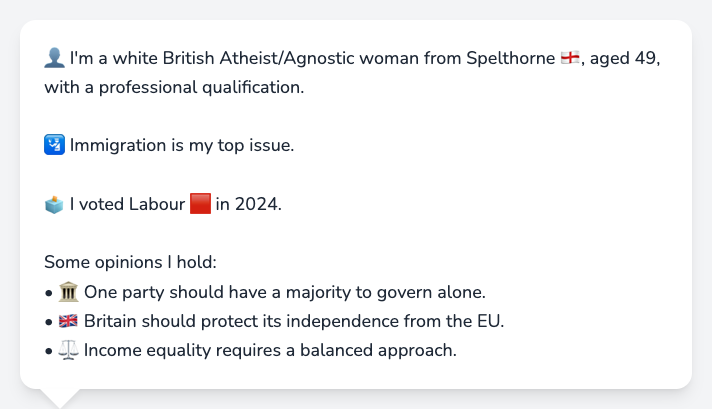 👤 I'm a white British Atheist/Agnostic woman from Spelthorne 🏴󠁧󠁢󠁥󠁮󠁧󠁿, aged 49,
with a professional qualification.
🛂 Immigration is my top issue.
🗳️ I voted Labour 🟥 in 2024.
Some opinions I hold:
• 🏛️ One party should have a majority to govern alone.
• 🇬🇧 Britain should protect its independence from the EU.
• ⚖️ Income equality requires a balanced approach.